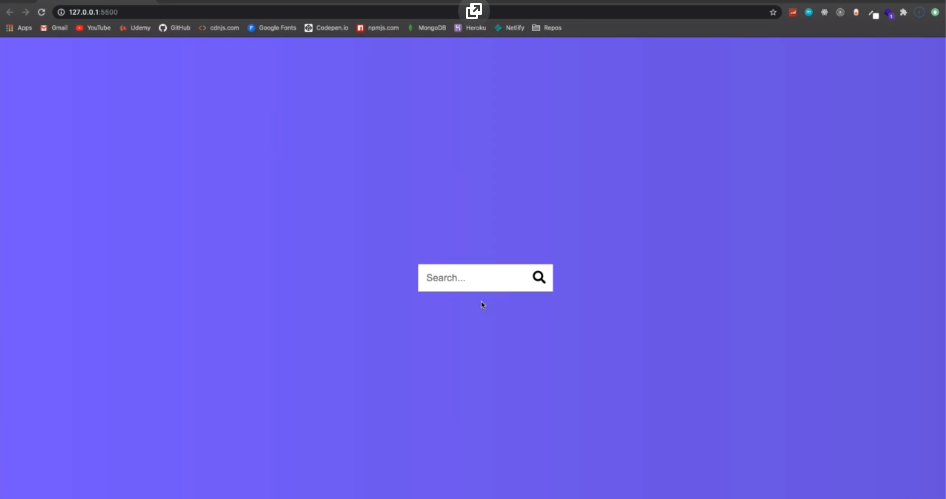 127.0.0.1:5500
Apps Gmail YouTube Udemy GitHub cdnjs.com Google Fonts Codepen.io npmjs.com MongoDB Heroku Netlify Repos
Search...